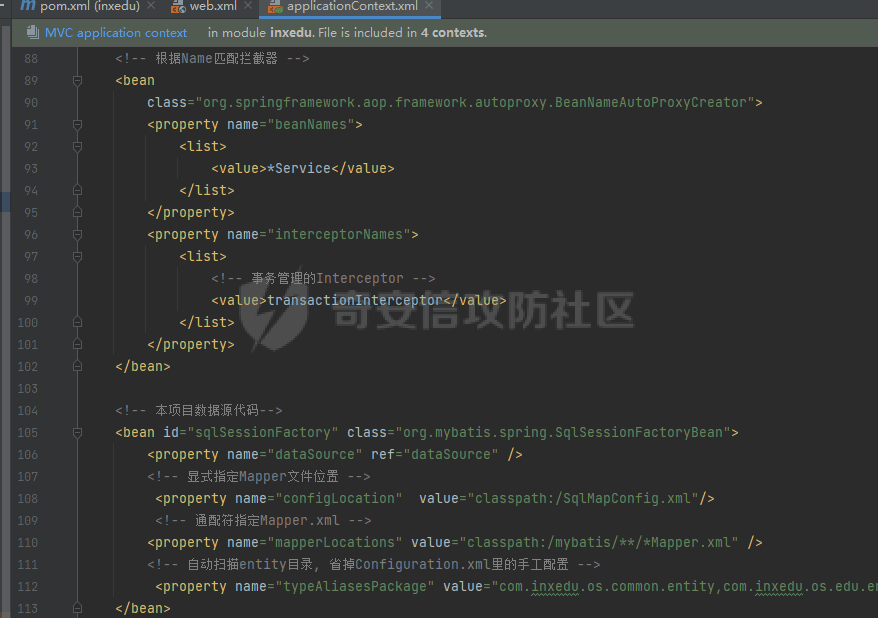 pom.xml (inxedu) × web.xml × applicationContext.xml ×
MVC application context in module inxedu. File is included in 4 contexts.
88 <!-- 根据Name匹配拦截器 -->
89 <bean
90 class="org.springframework.aop.framework.autoproxy.BeanNameAutoProxyCreator">
91 <property name="beanNames">
92 <list>
93 <value>*Service</value>
94 </list>
95 </property>
96 <property name="interceptorNames">
97 <list>
98 <!-- 事务管理的Interceptor -->
99 <value>transactionInterceptor</value>
100 </list>
101 </property>
102 </bean>
103
104 <!-- 本项目数据源代码-->
105 <bean id="sqlSessionFactory" class="org.mybatis.spring.SqlSessionFactoryBean">
106 <property name="dataSource" ref="dataSource" />
107 <!-- 显式指定Mapper文件位置 -->
108 <property name="configLocation" value="classpath:/SqlMapConfig.xml"/>
109 <!-- 通配符指定Mapper.xml -->
110 <property name="mapperLocations" value="classpath:/mybatis/**/*Mapper.xml" />
111 <!-- 自动扫描entity目录, 省掉Configuration.xml里的手工配置 -->
112 <property name="typeAliasesPackage" value="com.inxedu.os.common.entity,com.inxedu.os.edu.e
113 </bean>
奇安信攻防社区